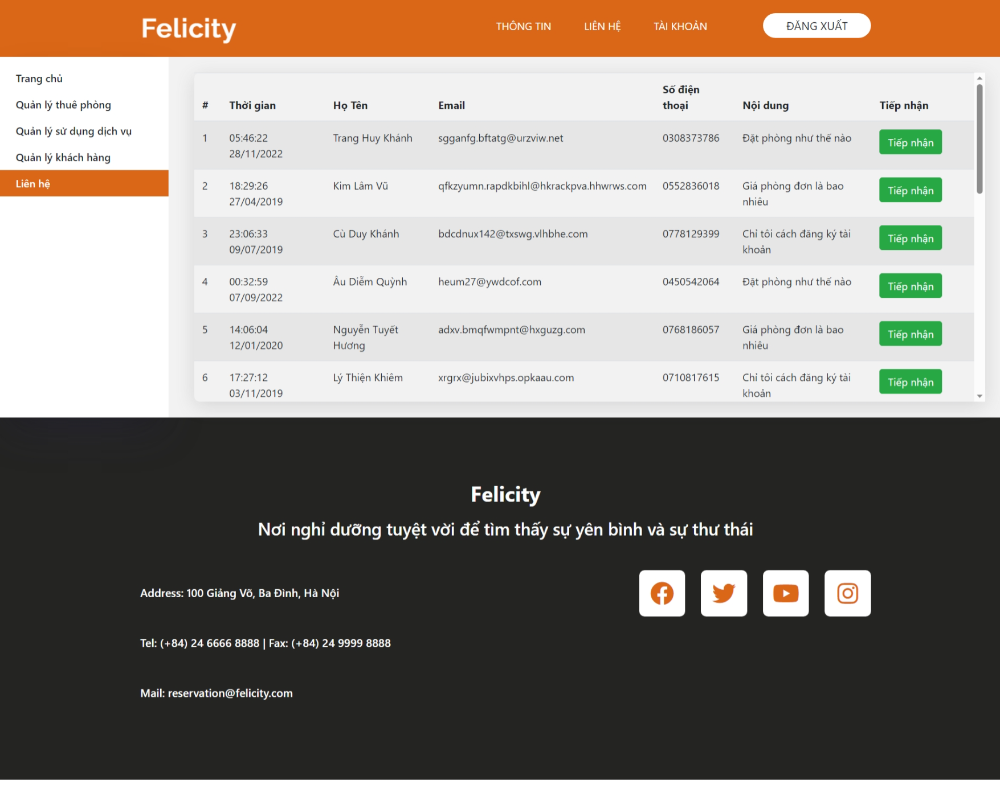 Felicity
THÔNG TIN
LIÊN HỆ
TÀI KHOẢN
ĐĂNG XUẤT
Trang chủ
Quản lý thuê phòng
Quản lý sử dụng dịch vụ
Quản lý khách hàng
Liên hệ
# Thời gian Họ Tên Email Số điện thoại Nội dung Tiếp nhận
1 05:46:22 Trang Huy Khánh sgganfg.bftatg@urzviw.net 0308373786 Đặt phòng như thế nào Tiếp nhận
28/11/2022
2 18:29:26 Kim Lâm Vũ qfkzyumn.rapdkbihl@hkrackpva.hhwrws.com 0552836018 Giá phòng đơn là bao Tiếp nhận
27/04/2019 nhiêu
3 23:06:33 Cù Duy Khánh bdcdnux142@txswg.vlhbhe.com 0778129399 Chỉ tôi cách đăng ký tài Tiếp nhận
09/07/2019 khoản
4 00:32:59 Âu Diễm Quỳnh heum27@ywdcof.com 0450542064 Đặt phòng như thế nào Tiếp nhận
07/09/2022
5 14:06:04 Nguyễn Tuyết adxv.bmqfwmpnt@hxguzg.com 0768186057 Giá phòng đơn là bao Tiếp nhận
12/01/2020 Hương nhiêu
6 17:27:12 Lý Thiện Khiêm xrgrx@jubixvhps.opkaau.com 0710817615 Chỉ tôi cách đăng ký tài Tiếp nhận
03/11/2019 khoản
Felicity
Nơi nghỉ dưỡng tuyệt vời để tìm thấy sự yên bình và sự thư thái
Address: 100 Giảng Võ, Ba Đình, Hà Nội
Tel: (+84) 24 6666 8888 | Fax: (+84) 24 9999 8888
Mail: reservation@felicity.com